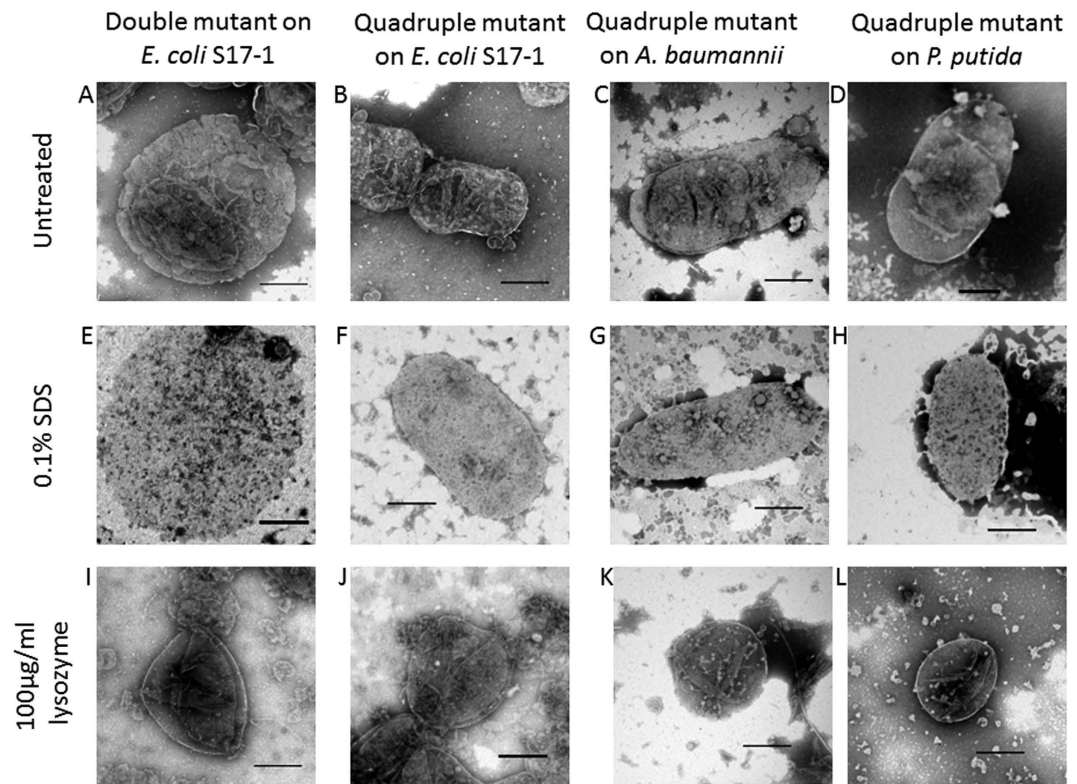 Double mutant on
E. coli S17-1
Quadruple mutant
on E. coli S17-1
Quadruple mutant
on A. baumannii
Quadruple mutant
on P. putida
Untreated
A
B
C
D
0.1% SDS
E
F
G
H
100µg/ml
lysozyme
I
J
K
L